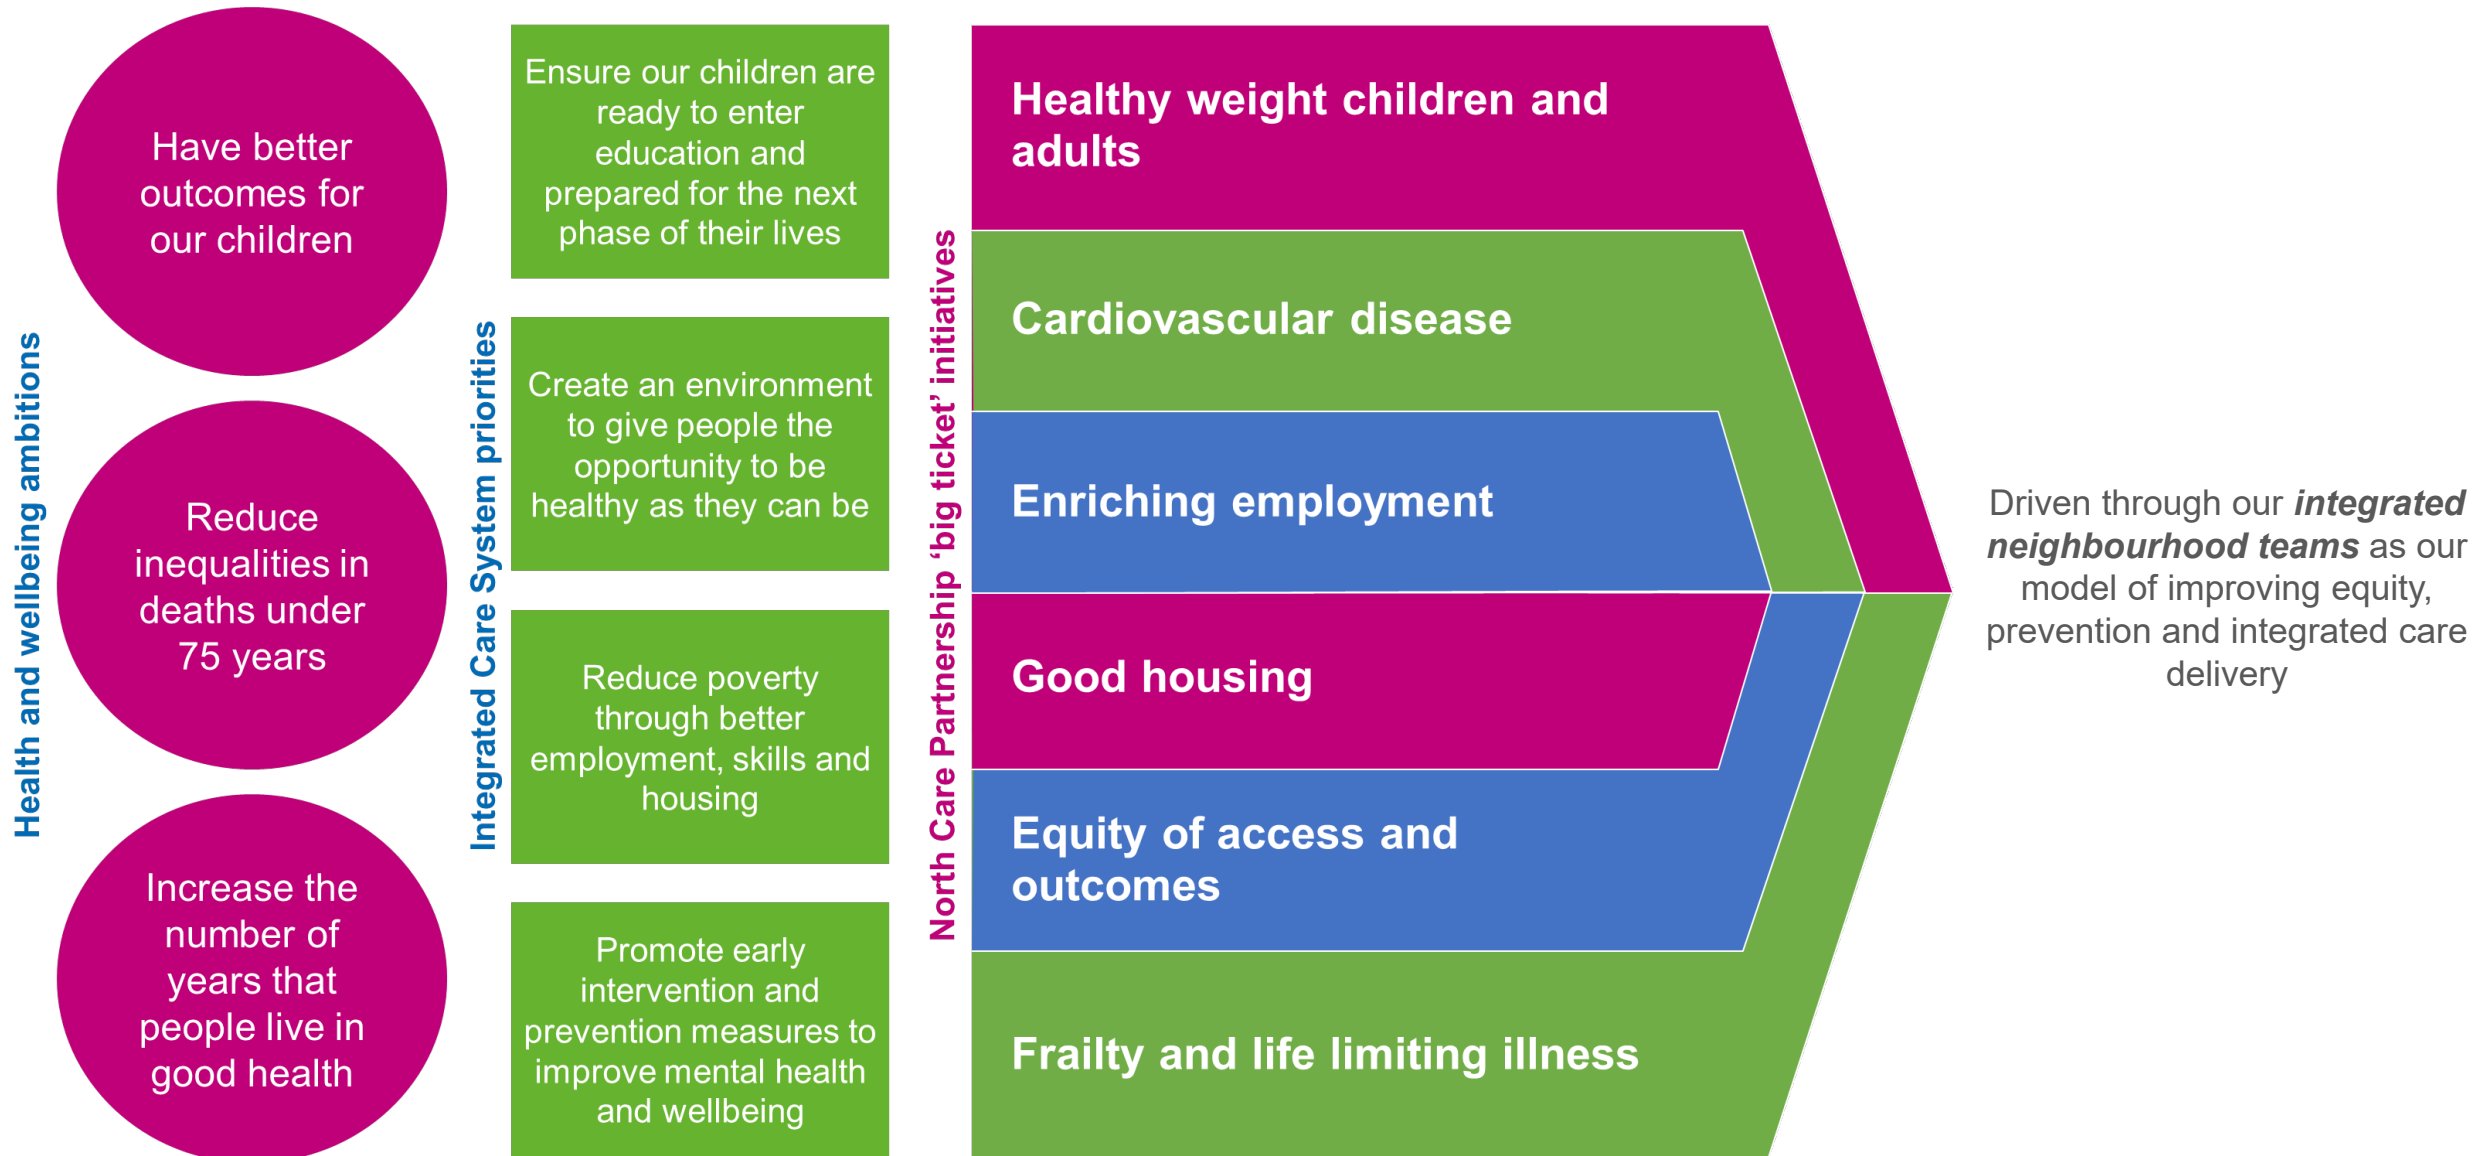 Health and wellbeing ambitions
Have better
outcomes for
our children
Reduce
inequalities in
deaths under
75 years
Increase the
number of
years that
people live in
good health
Integrated Care System priorities
Ensure our children are
ready to enter
education and
prepared for the next
phase of their lives
Create an environment
to give people the
opportunity to be
healthy as they can be
Reduce poverty
through better
employment, skills and
housing
Promote early
intervention and
prevention measures to
improve mental health
and wellbeing
North Care Partnership ‘big ticket’ initiatives
Healthy weight children and
adults
Cardiovascular disease
Enriching employment
Good housing
Equity of access and
outcomes
Frailty and life limiting illness
Driven through our integrated
neighbourhood teams as our
model of improving equity,
prevention and integrated care
delivery